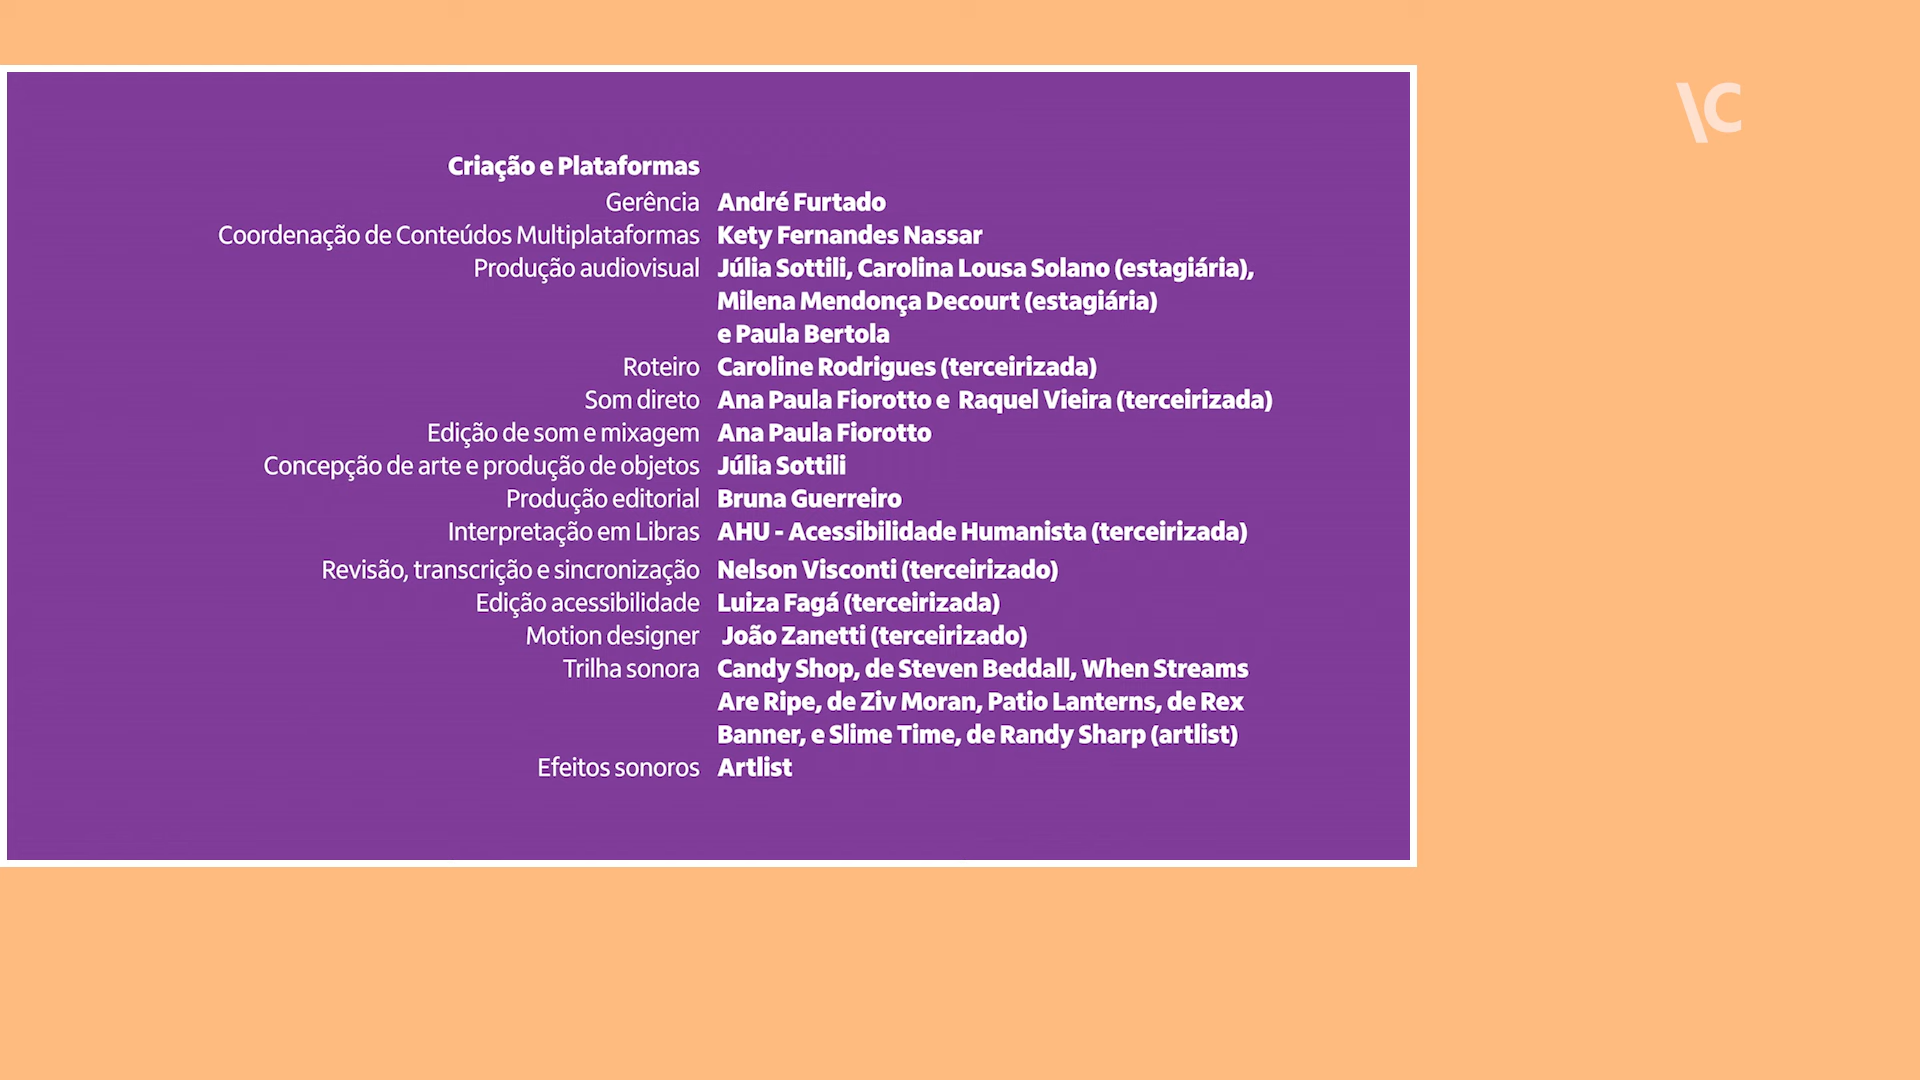 \C
Criação e Plataformas
Gerência André Furtado
Coordenação de Conteúdos Multiplataformas Kety Fernandes Nassar
Produção audiovisual Júlia Sottili, Carolina Lousa Solano (estagiária),
Milena Mendonça Decourt (estagiária)
e Paula Bertola
Roteiro Caroline Rodrigues (terceirizada)
Som direto Ana Paula Fiorotto e Raquel Vieira (terceirizada)
Edição de som e mixagem Ana Paula Fiorotto
Concepção de arte e produção de objetos Júlia Sottili
Produção editorial Bruna Guerreiro
Interpretação em Libras AHU - Acessibilidade Humanista (terceirizada)
Revisão, transcrição e sincronização Nelson Visconti (terceirizado)
Edição acessibilidade Luiza Fagá (terceirizada)
Motion designer João Zanetti (terceirizado)
Trilha sonora Candy Shop, de Steven Beddall, When Streams
Are Ripe, de Ziv Moran, Patio Lanterns, de Rex
Banner, e Slime Time, de Randy Sharp (artlist)
Efeitos sonoros Artlist